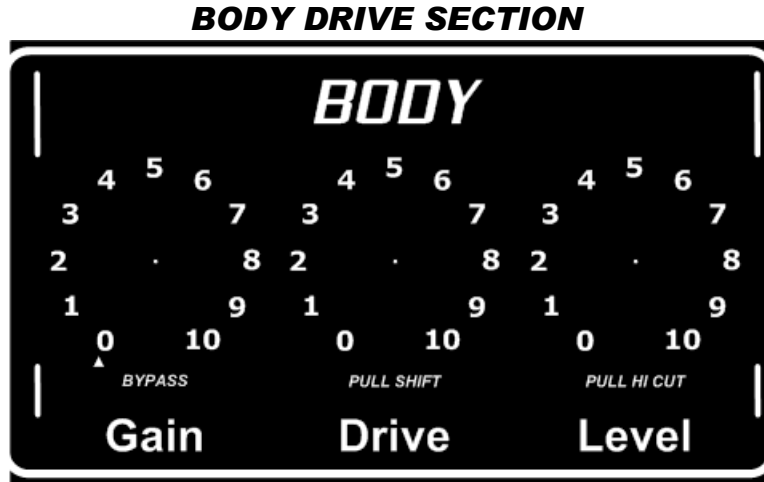 BODY DRIVE SECTION
BODY
4 5 6 4 5 6 4 5 6
3 7 3 7 3 7
2 8 2 8 2 8
1 9 1 9 1 9
0 10 0 10 0 10
BYPASS PULL SHIFT PULL HI CUT
Gain Drive Level